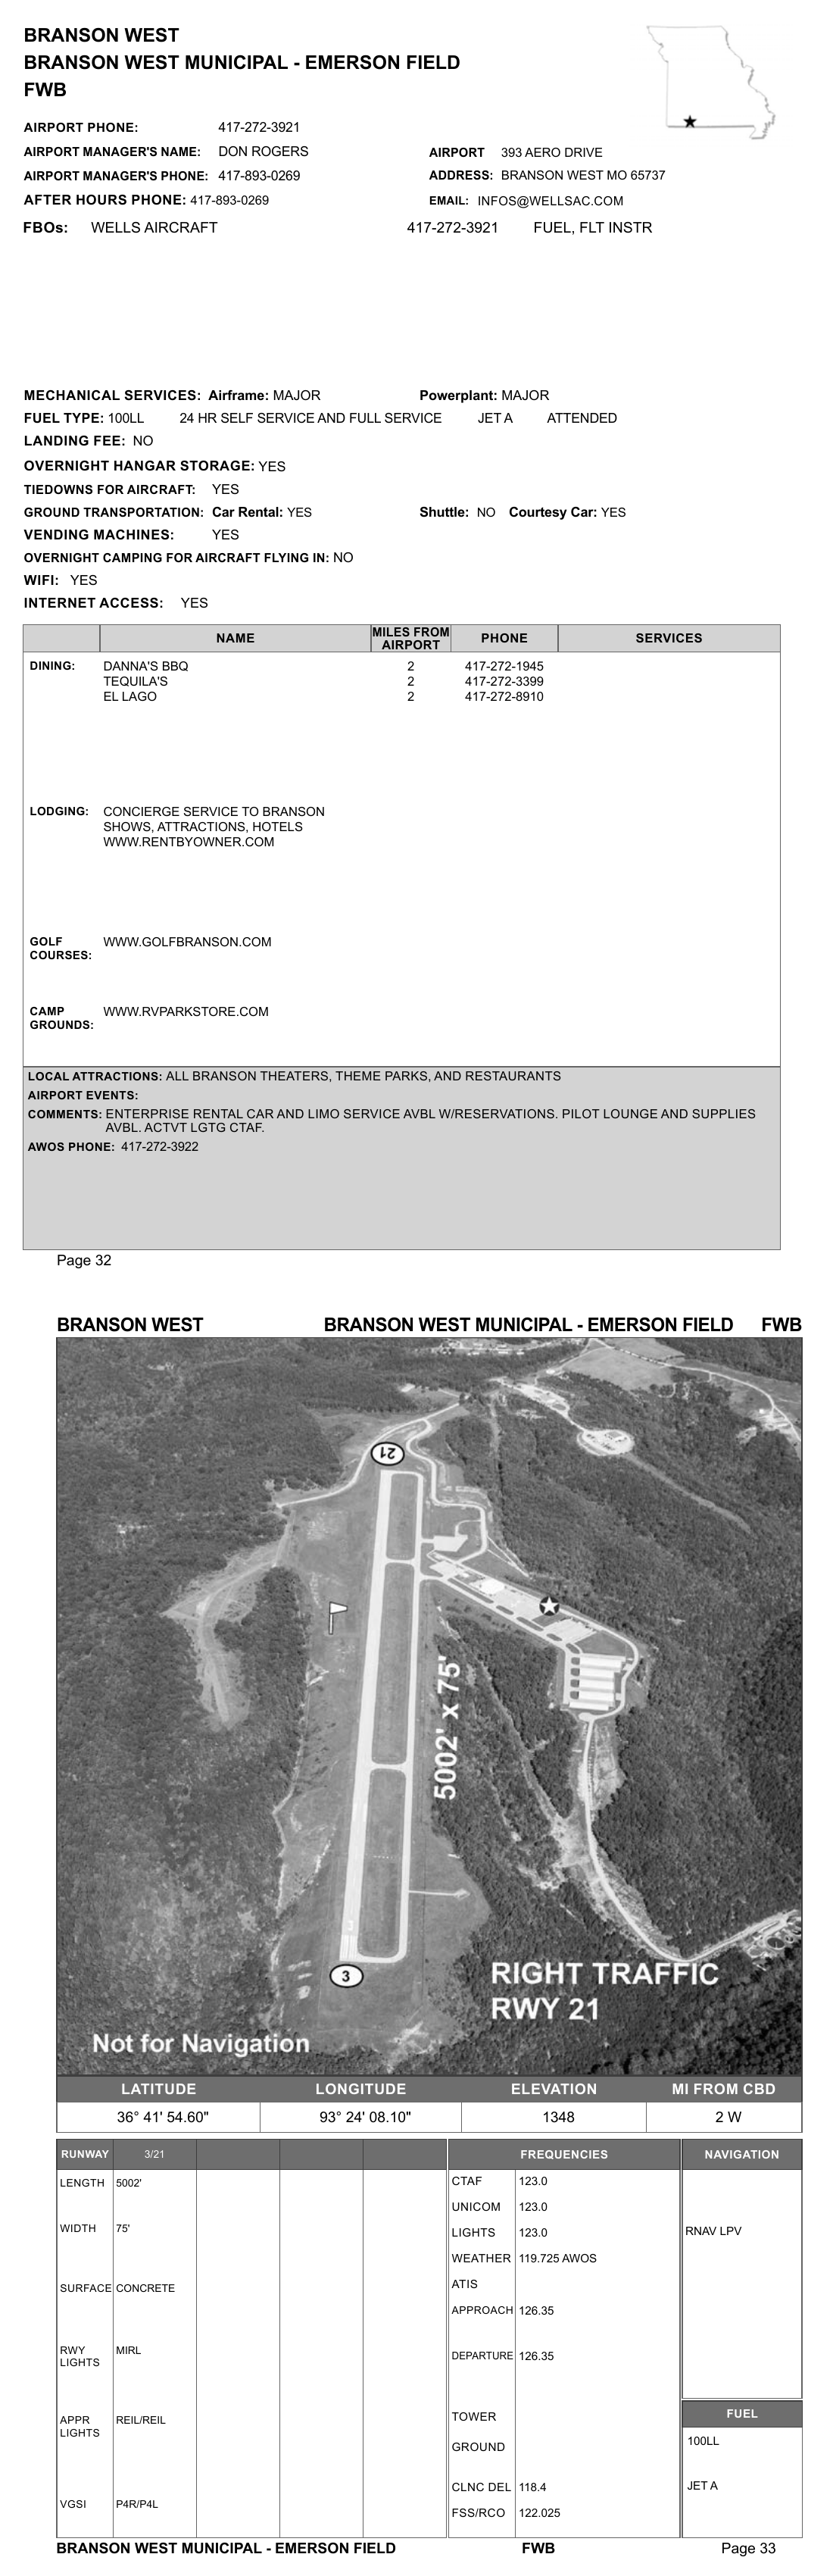 BRANSON WEST
BRANSON WEST MUNICIPAL - EMERSON FIELD
FWB
AIRPORT PHONE: 417-272-3921
AIRPORT MANAGER'S NAME: DON ROGERS
AIRPORT MANAGER'S PHONE: 417-893-0269
AFTER HOURS PHONE: 417-893-0269
AIRPORT 393 AERO DRIVE
ADDRESS: BRANSON WEST MO 65737
EMAIL: INFOS@WELLSAC.COM
FBOs: WELLS AIRCRAFT 417-272-3921 FUEL, FLT INSTR
MECHANICAL SERVICES: Airframe: MAJOR Powerplant: MAJOR
FUEL TYPE: 100LL 24 HR SELF SERVICE AND FULL SERVICE JET A ATTENDED
LANDING FEE: NO
OVERNIGHT HANGAR STORAGE: YES
TIEDOWNS FOR AIRCRAFT: YES
GROUND TRANSPORTATION: Car Rental: YES Shuttle: NO Courtesy Car: YES
VENDING MACHINES: YES
OVERNIGHT CAMPING FOR AIRCRAFT FLYING IN: NO
WIFI: YES
INTERNET ACCESS: YES
NAME MILES FROM AIRPORT PHONE SERVICES
DINING: DANNA'S BBQ 2 417-272-1945
TEQUILA'S 2 417-272-3399
EL LAGO 2 417-272-8910
LODGING: CONCIERGE SERVICE TO BRANSON
SHOWS, ATTRACTIONS, HOTELS
WWW.RENTBYOWNER.COM
GOLF COURSES: WWW.GOLFBRANSON.COM
CAMP GROUNDS: WWW.RVPARKSTORE.COM
LOCAL ATTRACTIONS: ALL BRANSON THEATERS, THEME PARKS, AND RESTAURANTS
AIRPORT EVENTS:
COMMENTS: ENTERPRISE RENTAL CAR AND LIMO SERVICE AVBL W/RESERVATIONS. PILOT LOUNGE AND SUPPLIES
AVBL. ACTVT LGTG CTAF.
AWOS PHONE: 417-272-3922
Page 32
BRANSON WEST BRANSON WEST MUNICIPAL - EMERSON FIELD FWB
21
5002' x 75'
3
RIGHT TRAFFIC
RWY 21
Not for Navigation
LATITUDE LONGITUDE ELEVATION MI FROM CBD
36° 41' 54.60" 93° 24' 08.10" 1348 2 W
RUNWAY 3/21
LENGTH 5002'
WIDTH 75'
SURFACE CONCRETE
RWY LIGHTS MIRL
APPR LIGHTS REIL/REIL
VGSI P4R/P4L
FREQUENCIES
CTAF 123.0
UNICOM 123.0
LIGHTS 123.0
WEATHER 119.725 AWOS
ATIS
APPROACH 126.35
DEPARTURE 126.35
TOWER
GROUND
CLNC DEL 118.4
FSS/RCO 122.025
NAVIGATION
RNAV LPV
FUEL
100LL
JET A
BRANSON WEST MUNICIPAL - EMERSON FIELD FWB Page 33